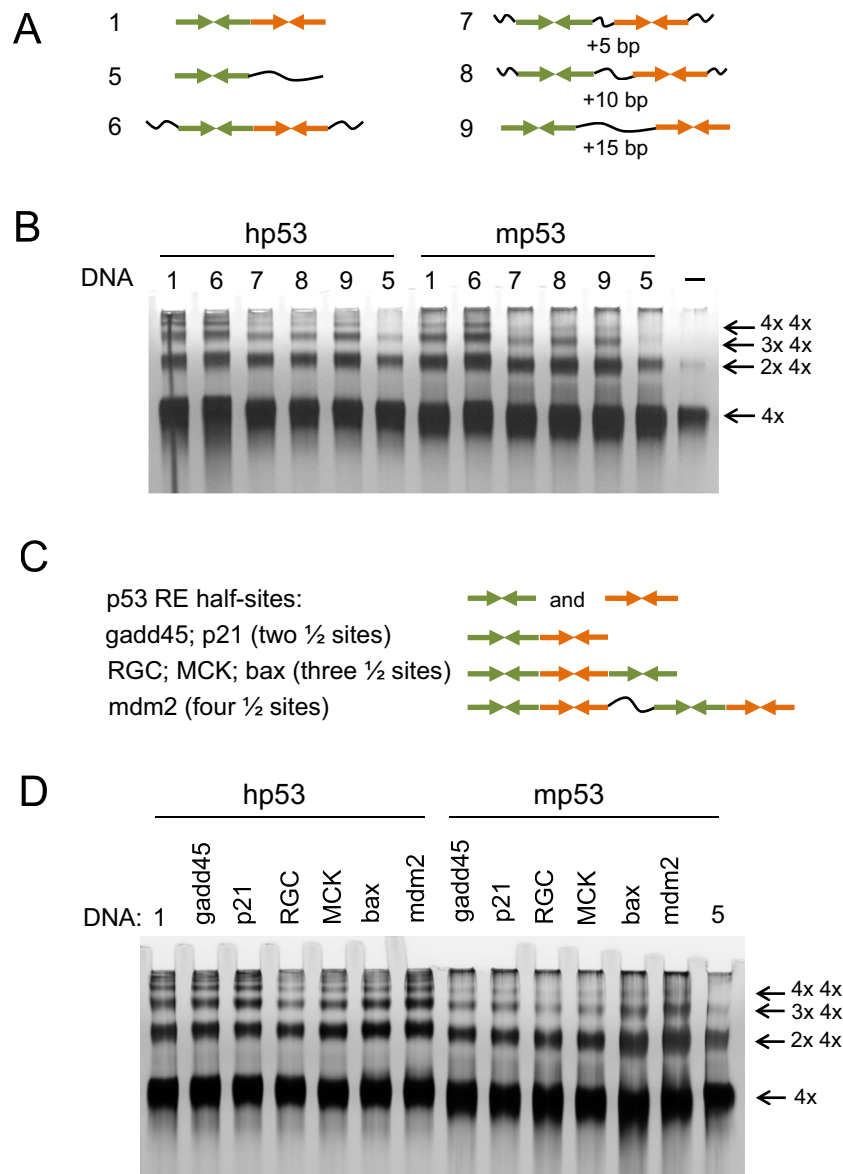 A
1
5
6
7
+5 bp
8
+10 bp
9
+15 bp
B
hp53 mp53
DNA 1 6 7 8 9 5 1 6 7 8 9 5 –
4x 4x
3x 4x
2x 4x
4x
C
p53 RE half-sites: and
gadd45; p21 (two ½ sites)
RGC; MCK; bax (three ½ sites)
mdm2 (four ½ sites)
D
hp53 mp53
DNA: 1 gadd45 p21 RGC MCK bax mdm2 gadd45 p21 RGC MCK bax mdm2 5
4x 4x
3x 4x
2x 4x
4x